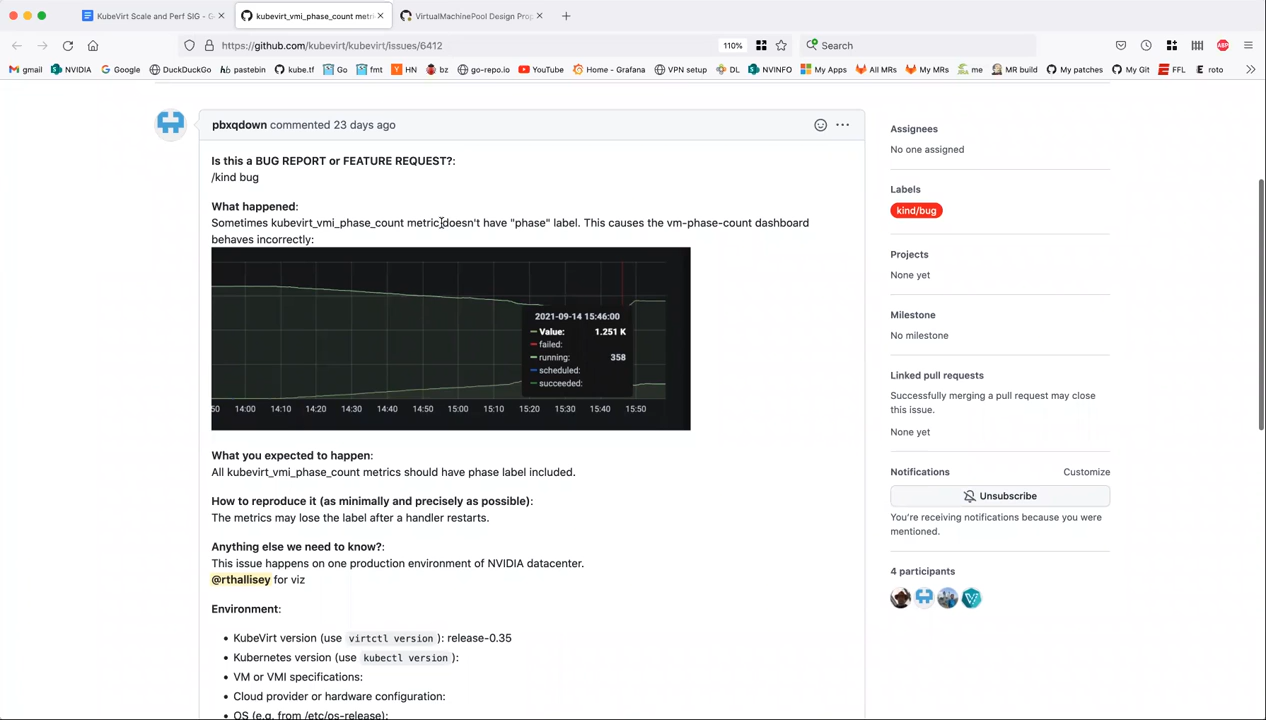 KubeVirt Scale and Perf SIG - G
kubevirt_vmi_phase_count metri
VirtualMachinePool Design Prop
https://github.com/kubevirt/kubevirt/issues/6412
110%
Search
gmail
NVIDIA
Google
DuckDuckGo
pastebin
kube.tf
Go
fmt
HN
bz
go-repo.io
YouTube
Home - Grafana
VPN setup
DL
NVINFO
My Apps
All MRs
My MRs
me
MR build
My patches
My Git
FFL
roto
pbxqdown commented 23 days ago
Is this a BUG REPORT or FEATURE REQUEST?:
/kind bug
What happened:
Sometimes kubevirt_vmi_phase_count metric doesn't have "phase" label. This causes the vm-phase-count dashboard
behaves incorrectly:
2021-09-14 15:46:00
Value: 1.251 K
failed:
running: 358
scheduled:
succeeded:
50 14:00 14:10 14:20 14:30 14:40 14:50 15:00 15:10 15:20 15:30 15:40 15:50
What you expected to happen:
All kubevirt_vmi_phase_count metrics should have phase label included.
How to reproduce it (as minimally and precisely as possible):
The metrics may lose the label after a handler restarts.
Anything else we need to know?:
This issue happens on one production environment of NVIDIA datacenter.
@rthallisey for viz
Environment:
• KubeVirt version (use virtctl version ): release-0.35
• Kubernetes version (use kubectl version ):
• VM or VMI specifications:
• Cloud provider or hardware configuration:
• OS (e.g. from /etc/os-release):
Assignees
No one assigned
Labels
kind/bug
Projects
None yet
Milestone
No milestone
Linked pull requests
Successfully merging a pull request may close
this issue.
None yet
Notifications Customize
Unsubscribe
You're receiving notifications because you were
mentioned.
4 participants